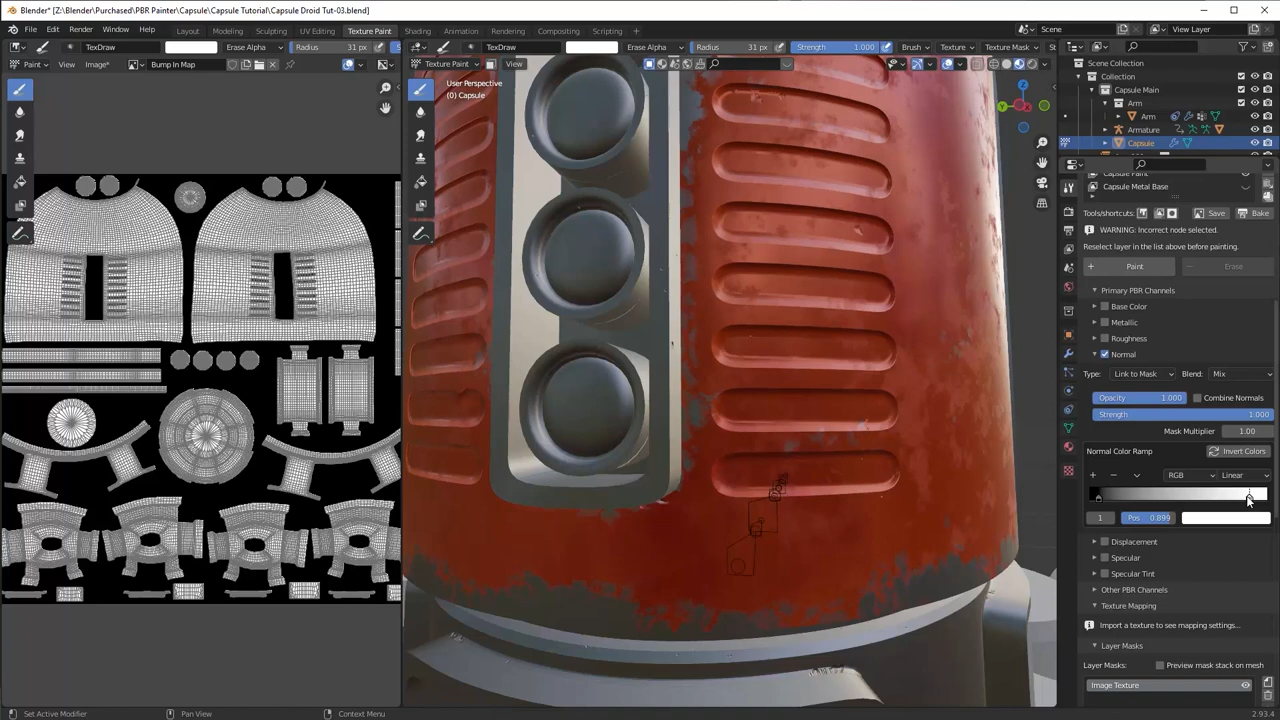 Blender* [Z:\Blender\Purchased\PBR Painter\Capsule\Capsule Tutorial\Capsule Droid Tut-03.blend]
File Edit Render Window Help Layout Modeling Sculpting UV Editing Texture Paint Shading Animation Rendering Compositing Scripting + Scene View Layer
TexDraw Erase Alpha Radius 31 px TexDraw Erase Alpha Radius 31 px Strength 1.000 Brush Texture Texture Mask
Paint View Image* Bump In Map Texture Paint View
User Perspective
(0) Capsule
Scene Collection
Collection
Capsule Main
Arm
Arm
Armature
Capsule
Capsule Metal Base
Tools/shortcuts: Save Bake
WARNING: Incorrect node selected.
Reselect layer in the list above before painting.
Paint Erase
Primary PBR Channels
Base Color
Metallic
Roughness
Normal
Type: Link to Mask Blend: Mix
Opacity 1.000 Combine Normals
Strength 1.000
Mask Multiplier 1.00
Normal Color Ramp Invert Colors
RGB Linear
1 Pos 0.899
Displacement
Specular
Specular Tint
Other PBR Channels
Texture Mapping
Import a texture to see mapping settings...
Layer Masks
Layer Masks: Preview mask stack on mesh
Image Texture
Set Active Modifier Pan View Context Menu 2.93.4